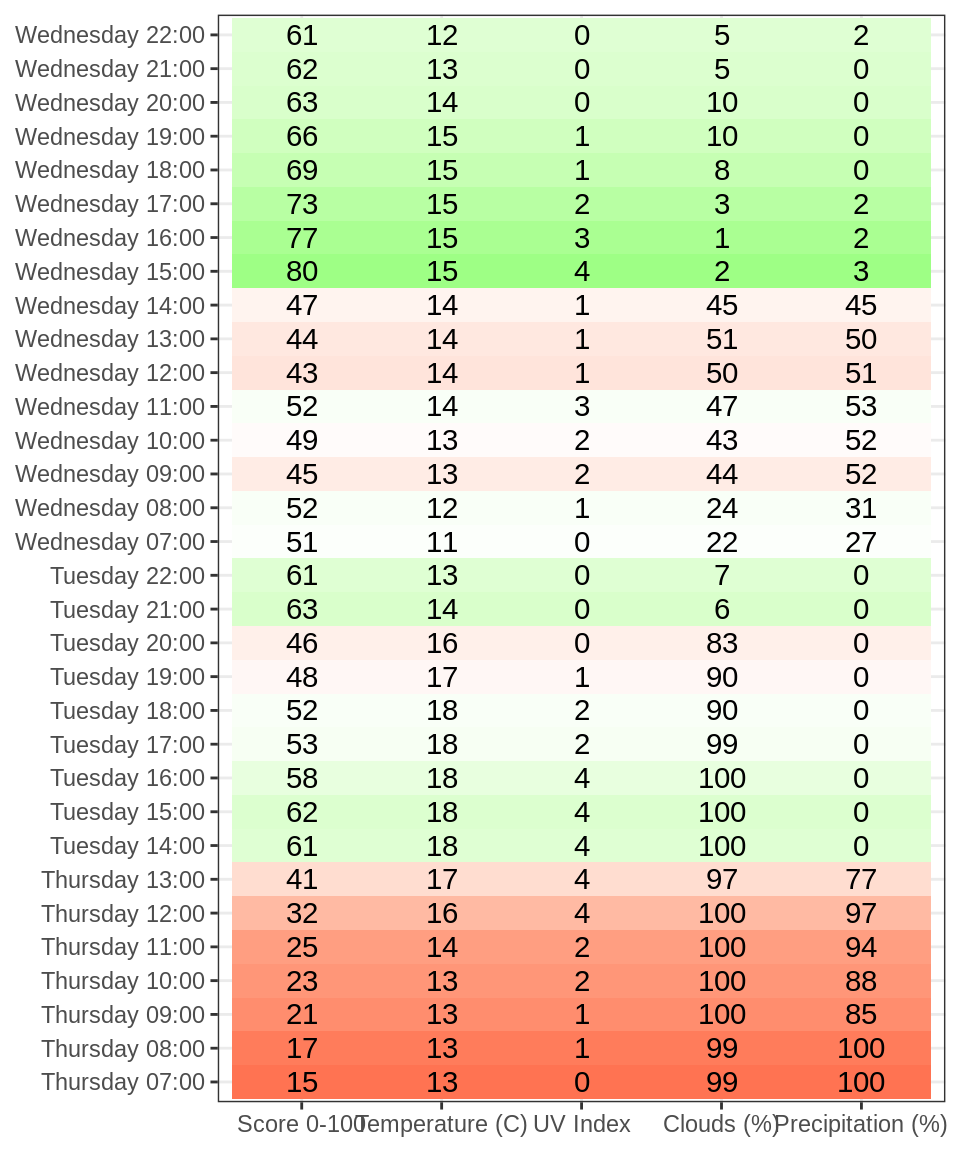 Wednesday 22:00 61 12 0 5 2
Wednesday 21:00 62 13 0 5 0
Wednesday 20:00 63 14 0 10 0
Wednesday 19:00 66 15 1 10 0
Wednesday 18:00 69 15 1 8 0
Wednesday 17:00 73 15 2 3 2
Wednesday 16:00 77 15 3 1 2
Wednesday 15:00 80 15 4 2 3
Wednesday 14:00 47 14 1 45 45
Wednesday 13:00 44 14 1 51 50
Wednesday 12:00 43 14 1 50 51
Wednesday 11:00 52 14 3 47 53
Wednesday 10:00 49 13 2 43 52
Wednesday 09:00 45 13 2 44 52
Wednesday 08:00 52 12 1 24 31
Wednesday 07:00 51 11 0 22 27
Tuesday 22:00 61 13 0 7 0
Tuesday 21:00 63 14 0 6 0
Tuesday 20:00 46 16 0 83 0
Tuesday 19:00 48 17 1 90 0
Tuesday 18:00 52 18 2 90 0
Tuesday 17:00 53 18 2 99 0
Tuesday 16:00 58 18 4 100 0
Tuesday 15:00 62 18 4 100 0
Tuesday 14:00 61 18 4 100 0
Thursday 13:00 41 17 4 97 77
Thursday 12:00 32 16 4 100 97
Thursday 11:00 25 14 2 100 94
Thursday 10:00 23 13 2 100 88
Thursday 09:00 21 13 1 100 85
Thursday 08:00 17 13 1 99 100
Thursday 07:00 15 13 0 99 100
Score 0-100 Temperature (C) UV Index Clouds (%) Precipitation (%)